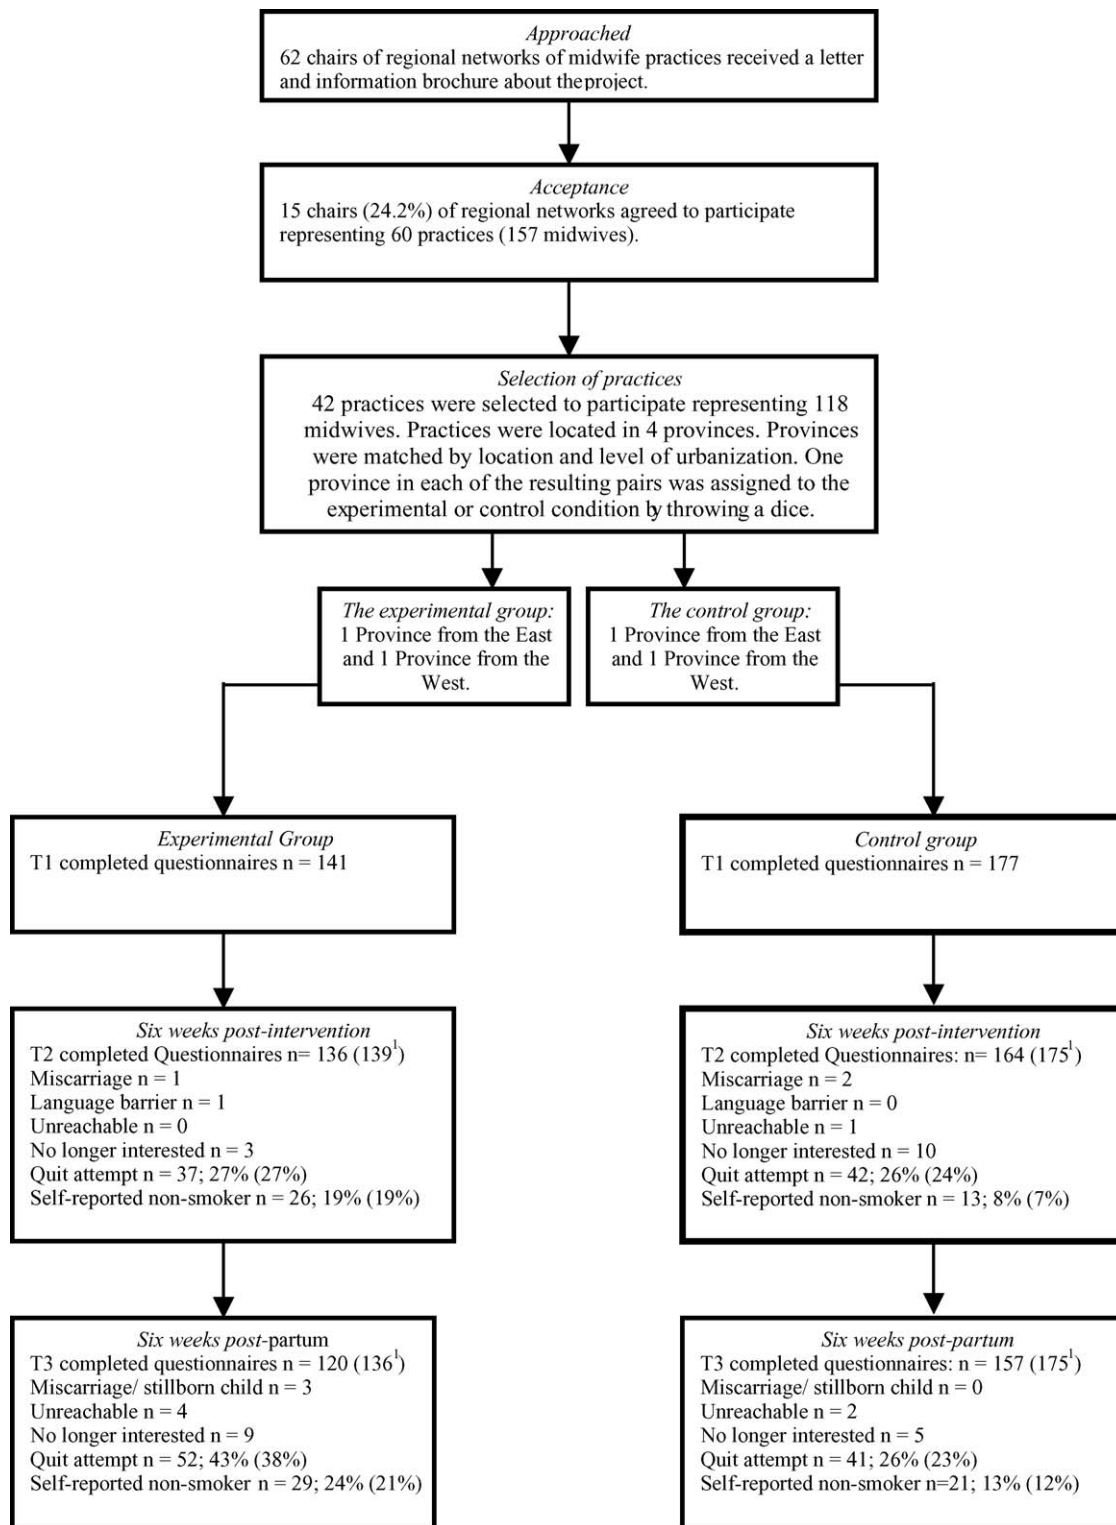 Approached
62 chairs of regional networks of midwife practices received a letter
and information brochure about theproject.
Acceptance
15 chairs (24.2%) of regional networks agreed to participate
representing 60 practices (157 midwives).
Selection of practices
42 practices were selected to participate representing 118
midwives. Practices were located in 4 provinces. Provinces
were matched by location and level of urbanization. One
province in each of the resulting pairs was assigned to the
experimental or control condition by throwing a dice.
The experimental group:
1 Province from the East
and 1 Province from the
West.
The control group:
1 Province from the East
and 1 Province from the
West.
Experimental Group
T1 completed questionnaires n = 141
Control group
T1 completed questionnaires n = 177
Six weeks post-intervention
T2 completed Questionnaires n= 136 (139¹)
Miscarriage n = 1
Language barrier n = 1
Unreachable n = 0
No longer interested n = 3
Quit attempt n = 37; 27% (27%)
Self-reported non-smoker n = 26; 19% (19%)
Six weeks post-intervention
T2 completed Questionnaires: n= 164 (175¹)
Miscarriage n = 2
Language barrier n = 0
Unreachable n = 1
No longer interested n = 10
Quit attempt n = 42; 26% (24%)
Self-reported non-smoker n = 13; 8% (7%)
Six weeks post-partum
T3 completed questionnaires n = 120 (136¹)
Miscarriage/ stillborn child n = 3
Unreachable n = 4
No longer interested n = 9
Quit attempt n = 52; 43% (38%)
Self-reported non-smoker n = 29; 24% (21%)
Six weeks post-partum
T3 completed questionnaires: n = 157 (175¹)
Miscarriage/ stillborn child n = 0
Unreachable n = 2
No longer interested n = 5
Quit attempt n = 41; 26% (23%)
Self-reported non-smoker n=21; 13% (12%)